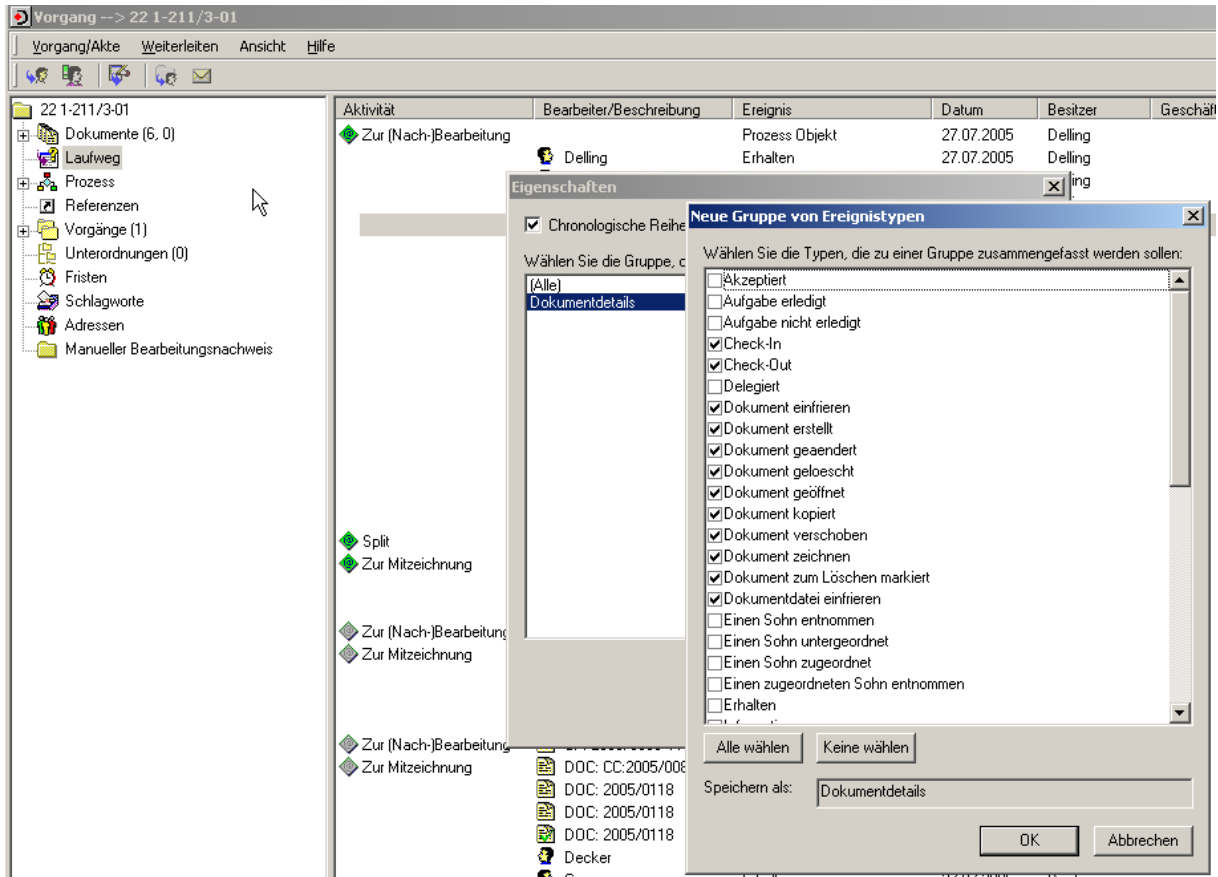 Vorgang --> 22 1-211/3-01
Vorgang/Akte Weiterleiten Ansicht Hilfe
22 1-211/3-01
Dokumente (6, 0)
Laufweg
Prozess
Referenzen
Vorgänge (1)
Unterordnungen (0)
Fristen
Schlagworte
Adressen
Manueller Bearbeitungsnachweis
Aktivität Bearbeiter/Beschreibung Ereignis Datum Besitzer Geschäft
Zur (Nach-)Bearbeitung Prozess Objekt 27.07.2005 Delling
Delling Erhalten 27.07.2005 Delling
Split
Zur Mitzeichnung
Zur (Nach-)Bearbeitung
Zur Mitzeichnung
Zur (Nach-)Bearbeitung
Zur Mitzeichnung DOC: CC:2005/008
DOC: 2005/0118
DOC: 2005/0118
DOC: 2005/0118
Decker
Eigenschaften
Chronologische Reihe
Wählen Sie die Gruppe,
(Alle)
Dokumentdetails
Neue Gruppe von Ereignistypen
Wählen Sie die Typen, die zu einer Gruppe zusammengefasst werden sollen:
Akzeptiert
Aufgabe erledigt
Aufgabe nicht erledigt
Check-In
Check-Out
Delegiert
Dokument einfrieren
Dokument erstellt
Dokument geaendert
Dokument geloescht
Dokument geöffnet
Dokument kopiert
Dokument verschoben
Dokument zeichnen
Dokument zum Löschen markiert
Dokumentdatei einfrieren
Einen Sohn entnommen
Einen Sohn untergeordnet
Einen Sohn zugeordnet
Einen zugeordneten Sohn entnommen
Erhalten
Alle wählen Keine wählen
Speichern als: Dokumentdetails
OK Abbrechen